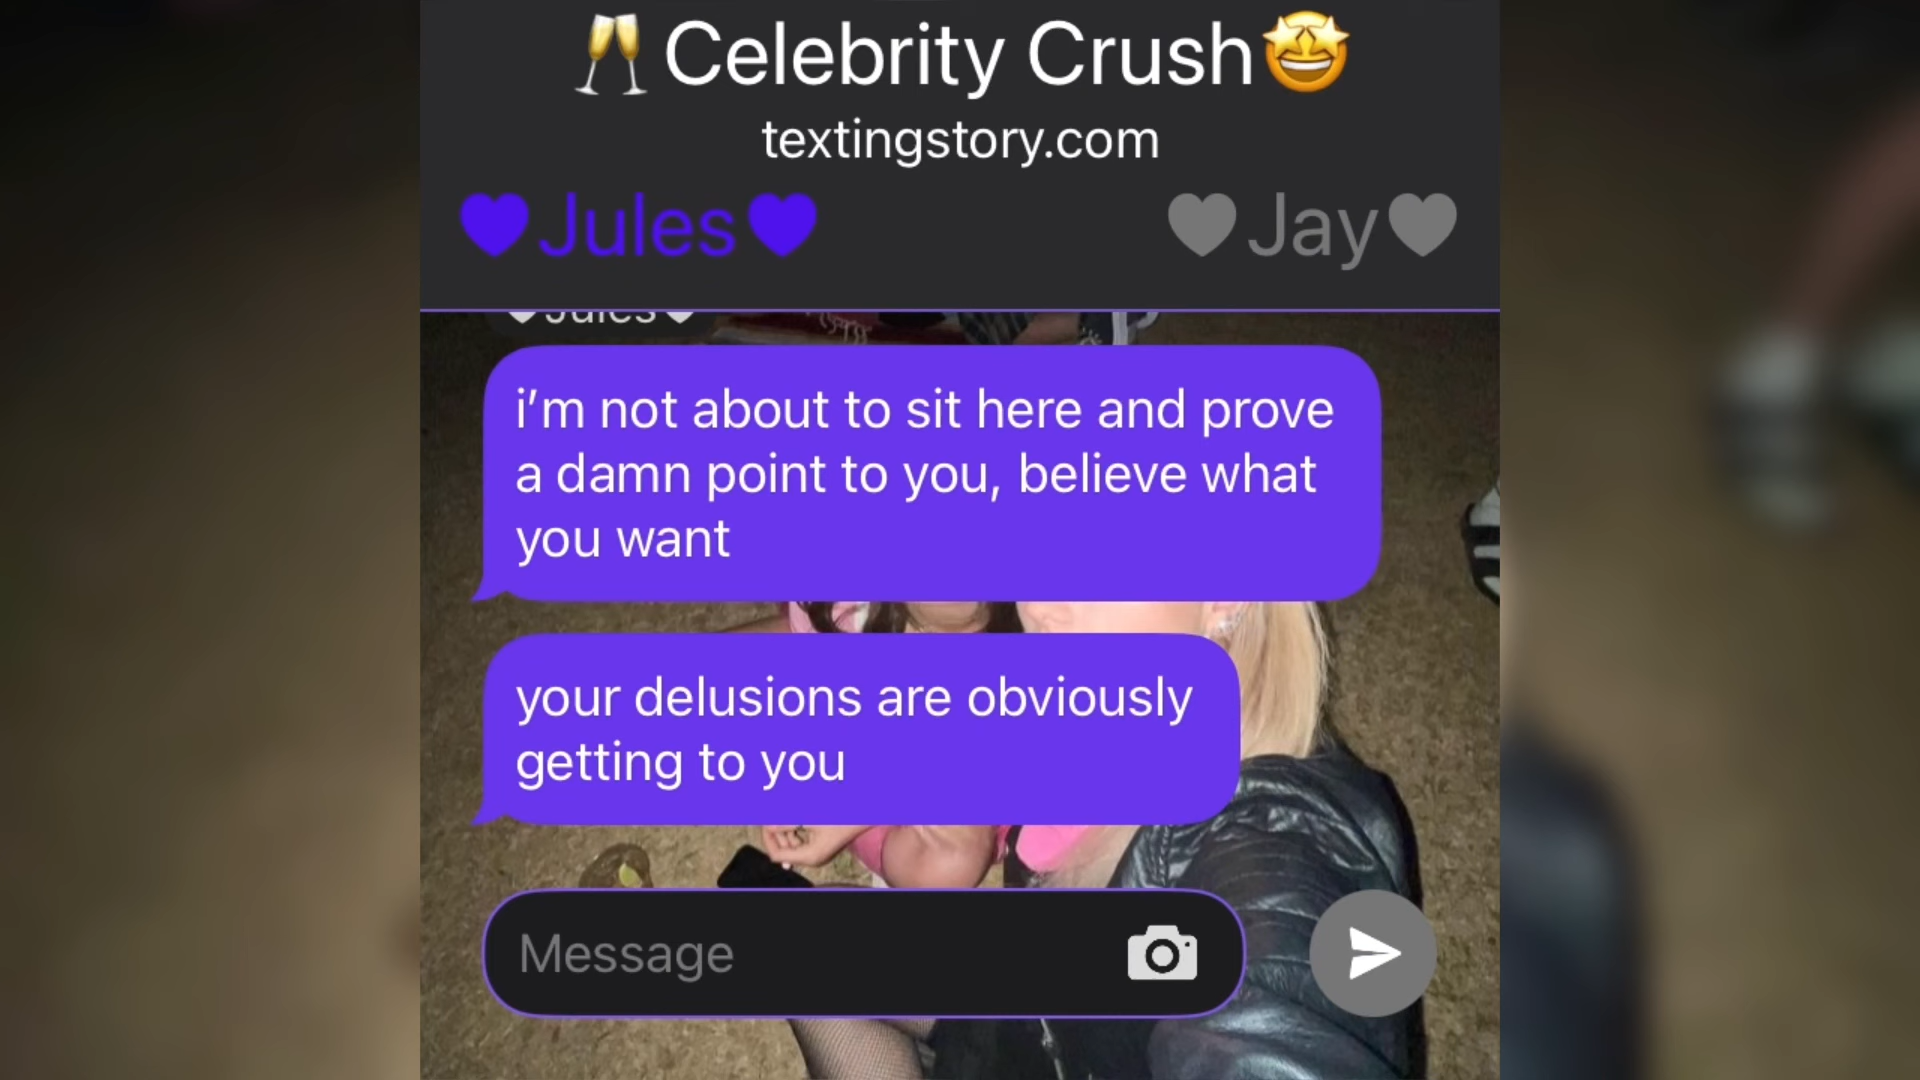 🥂Celebrity Crush🤩
textingstory.com
💜Jules💜
🩶Jay🩶
♥Jules♥
i’m not about to sit here and prove
a damn point to you, believe what
you want
your delusions are obviously
getting to you
Message